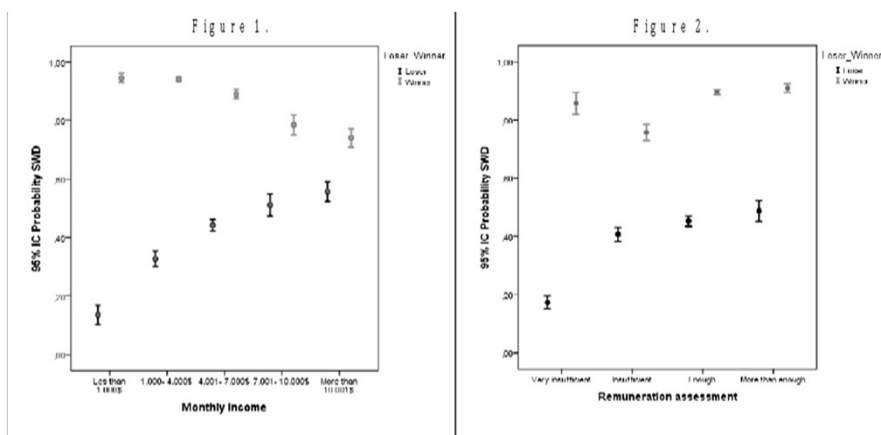 Figure 1.
Loser_Winner
Loser
Winner
1,00
,00
,80
,60
,40
,20
,00
95% IC Probability SWD
Less than 1.000$
1.000- 4.000$
4.001- 7.000$
7.001- 10.000$
More than 10.001$
Monthly income
Figure 2.
Loser_Winner
Loser
Winner
1,00
,80
,60
,40
,20
,00
95% IC Probability SWD
Very insufficient
Insufficient
Enough
More than enough
Remuneration assessment